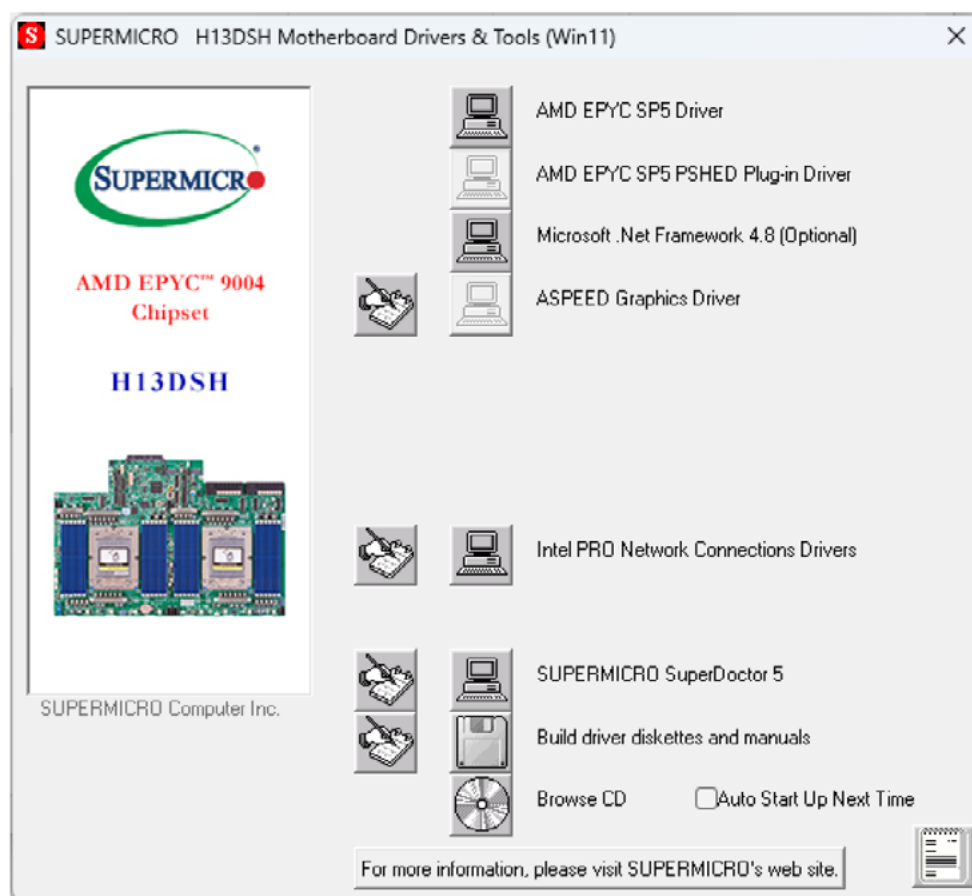 SUPERMICRO H13DSH Motherboard Drivers & Tools (Win11)
SUPERMICRO
AMD EPYC™ 9004
Chipset
H13DSH
SUPERMICRO Computer Inc.
AMD EPYC SP5 Driver
AMD EPYC SP5 PSHED Plug-in Driver
Microsoft .Net Framework 4.8 (Optional)
ASPEED Graphics Driver
Intel PRO Network Connections Drivers
SUPERMICRO SuperDoctor 5
Build driver diskettes and manuals
Browse CD
Auto Start Up Next Time
For more information, please visit SUPERMICRO's web site.